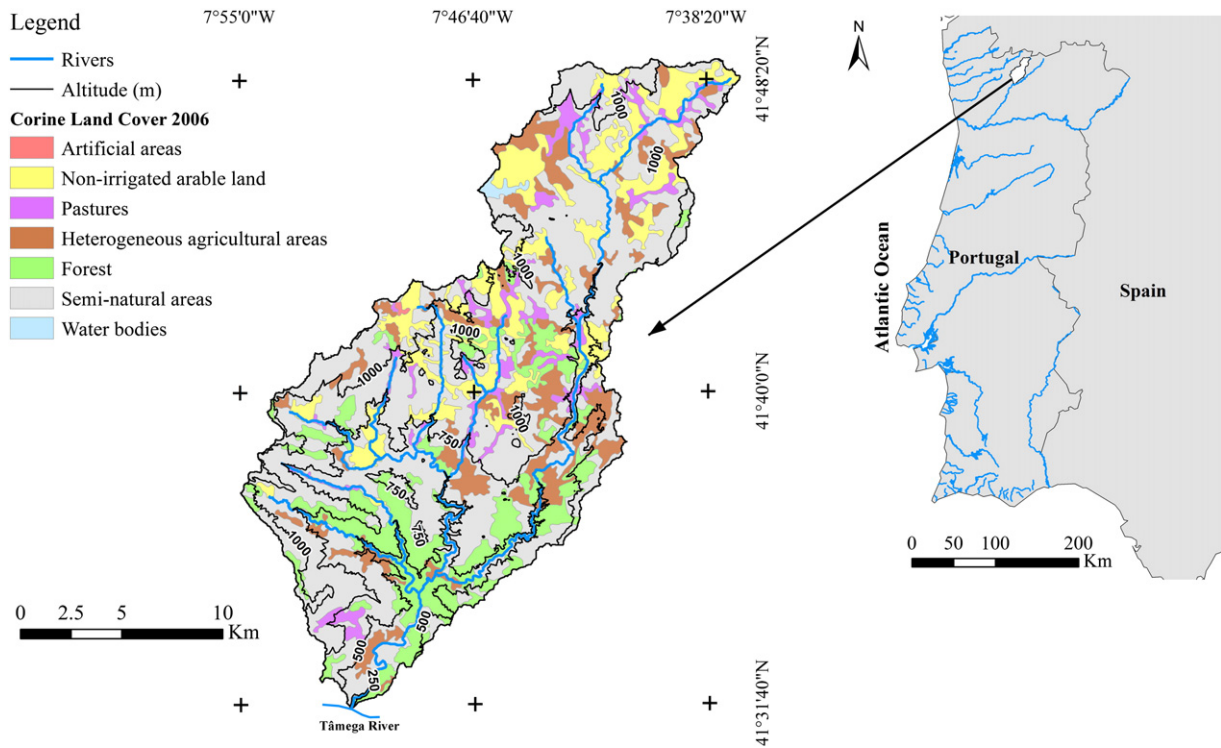 Legend
Rivers
Altitude (m)
Corine Land Cover 2006
Artificial areas
Non-irrigated arable land
Pastures
Heterogeneous agricultural areas
Forest
Semi-natural areas
Water bodies
0 2.5 5 10
Km
7°55'0"W 7°46'40"W 7°38'20"W
41°48'20"N
41°40'0"N
41°31'40"N
1000
1000
1000
1000
1000
1000
750
750
750
1000
500
500
250
Tâmega River
N
Atlantic Ocean
Portugal
Spain
0 50 100 200
Km